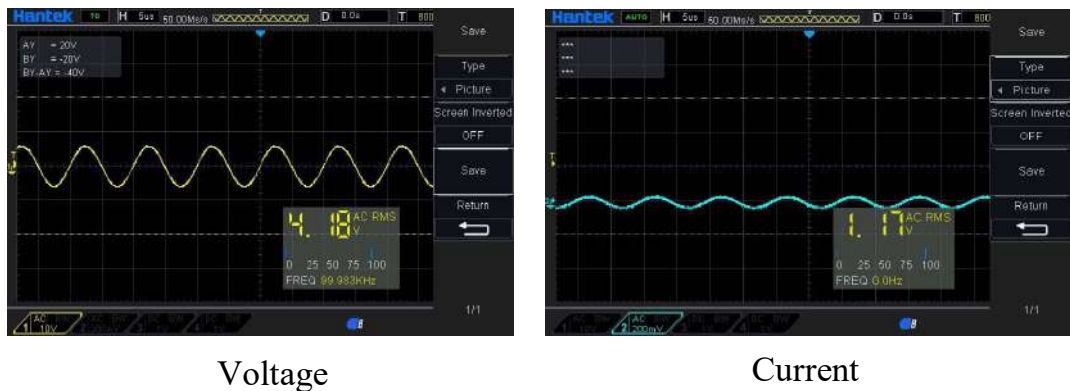 Hantek TD H 5us 50.00Ms/s D 0.0s T 800
Save
AY = 20V
BY = -20V
BY-AY = -40V
Type
Picture
Screen Inverted
OFF
Save
Return
4.18 AC RMS
V
0 25 50 75 100
FREQ 99.983KHz
1/1
1 AC
10V
Hantek AUTO H 5us 50.00Ms/s D 0.0s T 800
Save
***
***
***
Type
Picture
Screen Inverted
OFF
Save
Return
1.17 AC RMS
V
0 25 50 75 100
FREQ 0.0Hz
1/1
2 AC
200mV
Voltage
Current